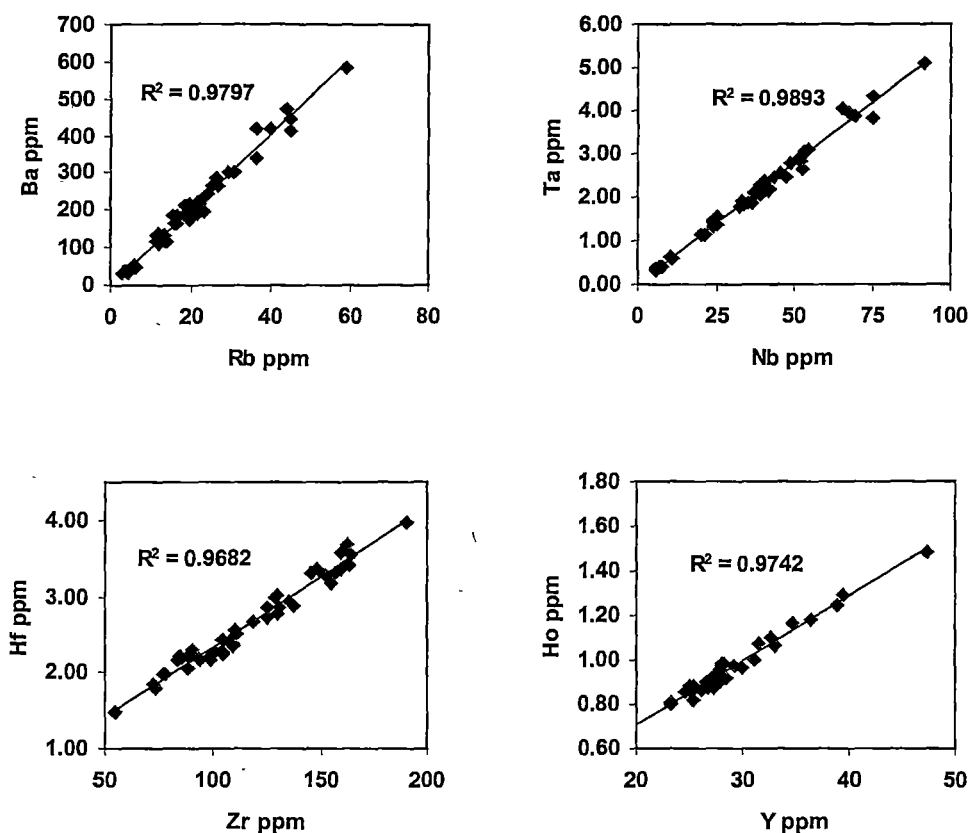 700
600
500
400
300
200
100
0
Ba ppm
R² = 0.9797
0 20 40 60 80
Rb ppm
6.00
5.00
4.00
3.00
2.00
1.00
0.00
Ta ppm
R² = 0.9893
0 25 50 75 100
Nb ppm
4.00
3.00
2.00
1.00
Hf ppm
R² = 0.9682
50 100 150 200
Zr ppm
1.80
1.60
1.40
1.20
1.00
0.80
0.60
Ho ppm
R² = 0.9742
20 30 40 50
Y ppm